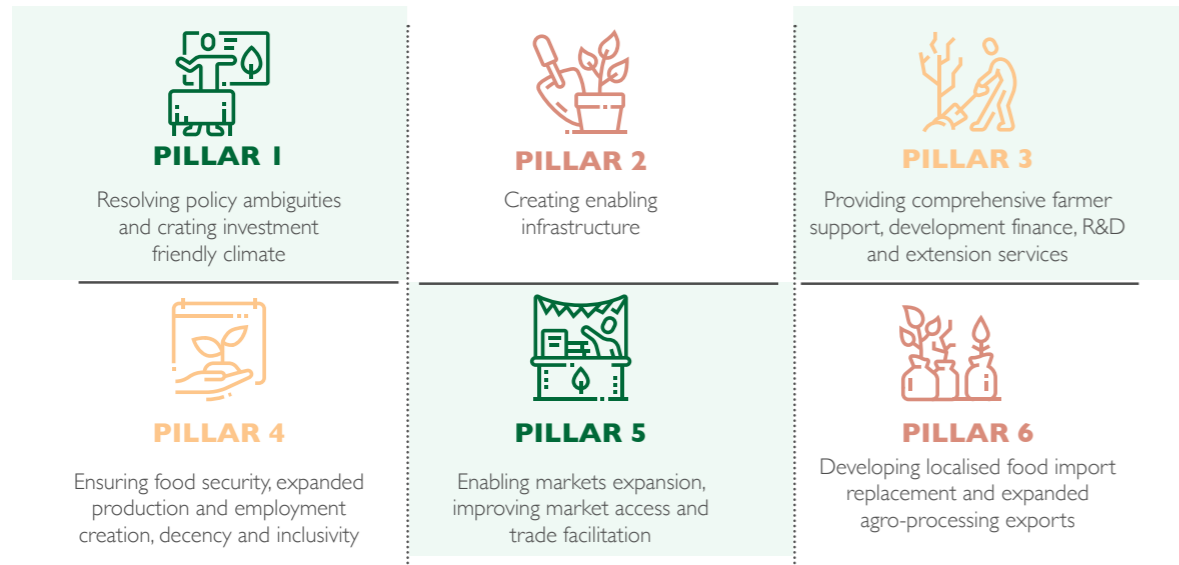 PILLAR 1
Resolving policy ambiguities
and crating investment
friendly climate
PILLAR 2
Creating enabling
infrastructure
PILLAR 3
Providing comprehensive farmer
support, development finance, R&D
and extension services
PILLAR 4
Ensuring food security, expanded
production and employment
creation, decency and inclusivity
PILLAR 5
Enabling markets expansion,
improving market access and
trade facilitation
PILLAR 6
Developing localised food import
replacement and expanded
agro-processing exports